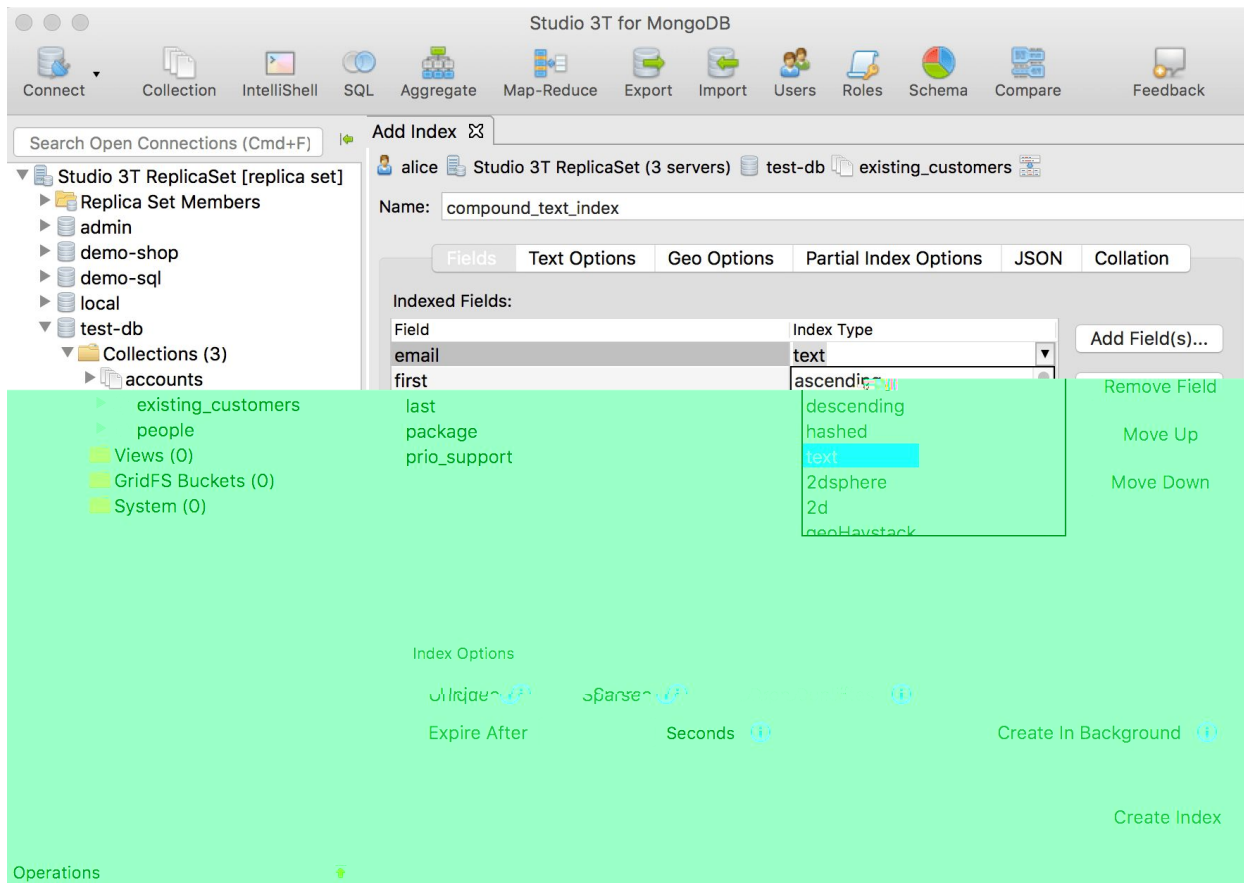 Studio 3T for MongoDB
Connect Collection IntelliShell SQL Aggregate Map-Reduce Export Import Users Roles Schema Compare Feedback
Search Open Connections (Cmd+F)
Add Index
Studio 3T ReplicaSet [replica set]
Replica Set Members
admin
demo-shop
demo-sql
local
test-db
Collections (3)
accounts
existing_customers
people
Views (0)
GridFS Buckets (0)
System (0)
alice Studio 3T ReplicaSet (3 servers) test-db existing_customers
Name: compound_text_index
Fields Text Options Geo Options Partial Index Options JSON Collation
Indexed Fields:
Field Index Type
email text
first
last
package
prio_support
ascending
descending
hashed
text
2dsphere
2d
geoHaystack
Add Field(s)...
Remove Field
Move Up
Move Down
Index Options
Unique Sparse
Expire After Seconds Create In Background
Create Index
Operations